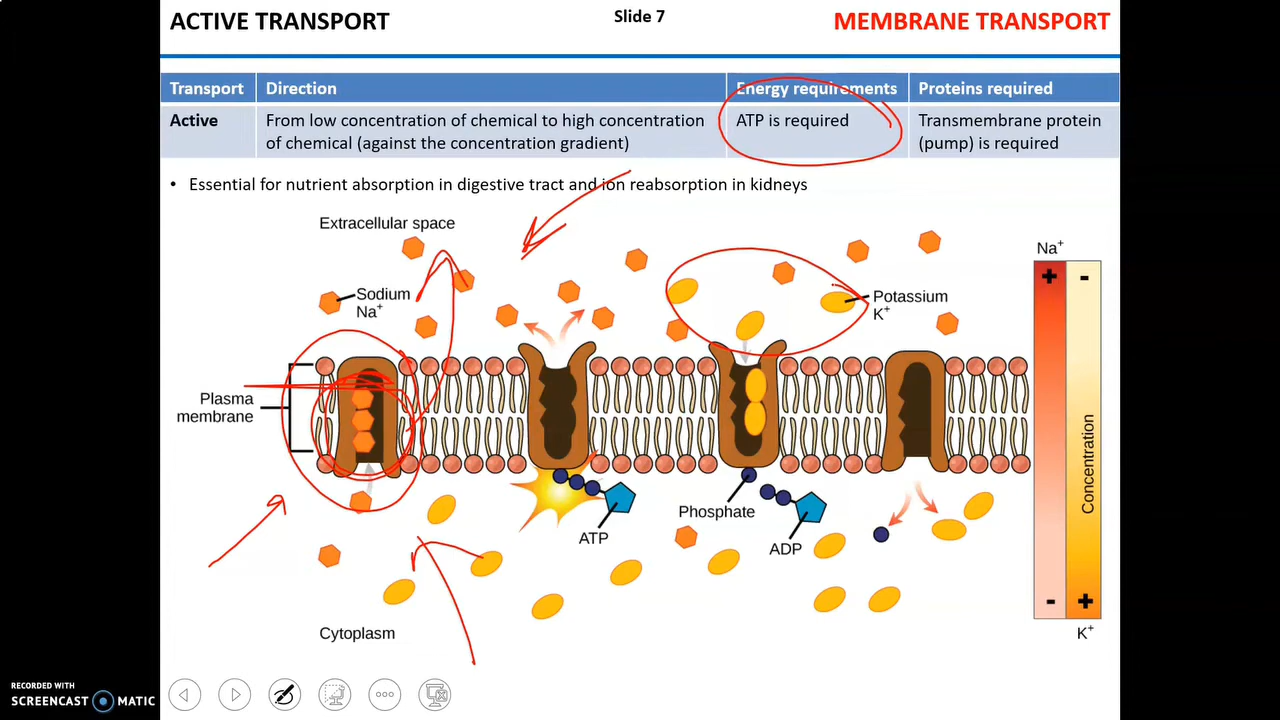 ACTIVE TRANSPORT
Slide 7
MEMBRANE TRANSPORT
Transport Direction Energy requirements Proteins required
Active From low concentration of chemical to high concentration of chemical (against the concentration gradient) ATP is required Transmembrane protein (pump) is required
• Essential for nutrient absorption in digestive tract and ion reabsorption in kidneys
Extracellular space
Na+
+ -
Sodium
Na+
Potassium
K+
Plasma
membrane
Concentration
Phosphate
ATP
ADP
- +
Cytoplasm
K+
RECORDED WITH
SCREENCAST MATIC